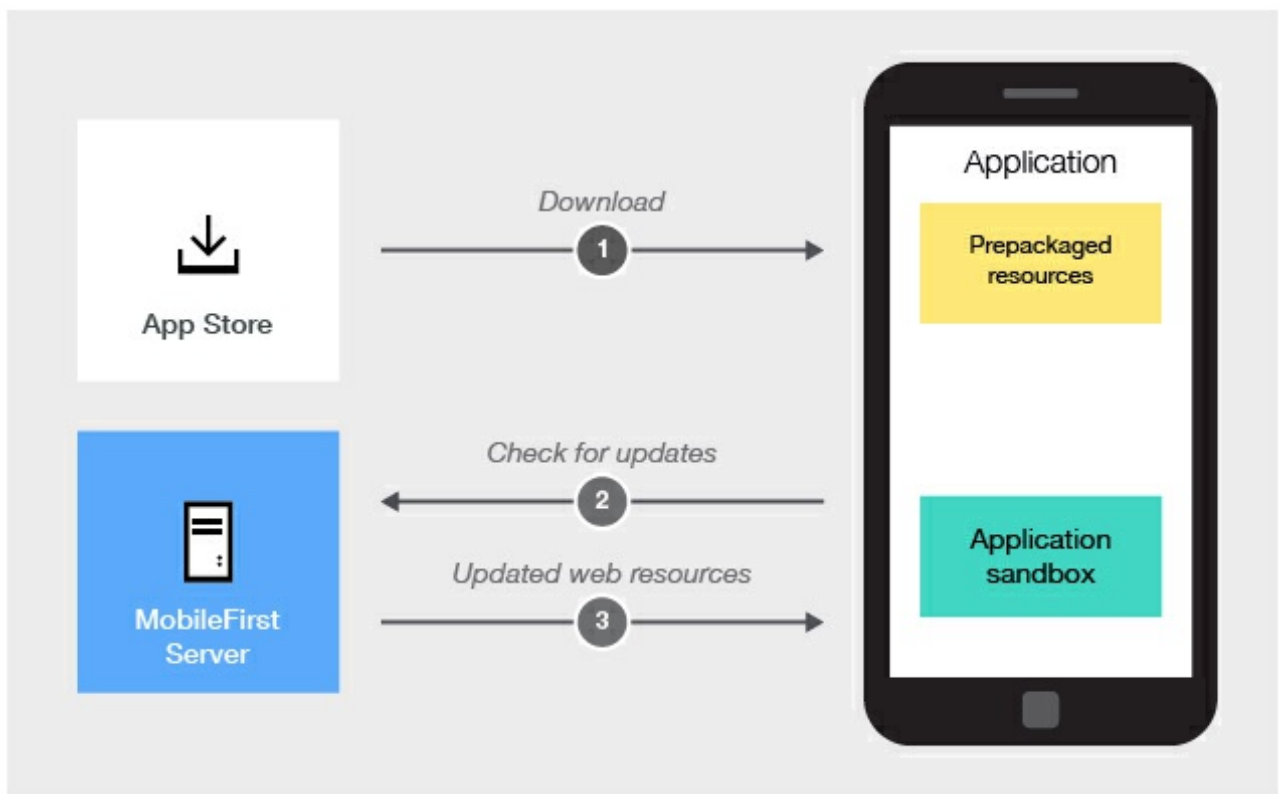 App Store
MobileFirst
Server
Download
1
Check for updates
2
Updated web resources
3
Application
Prepackaged
resources
Application
sandbox